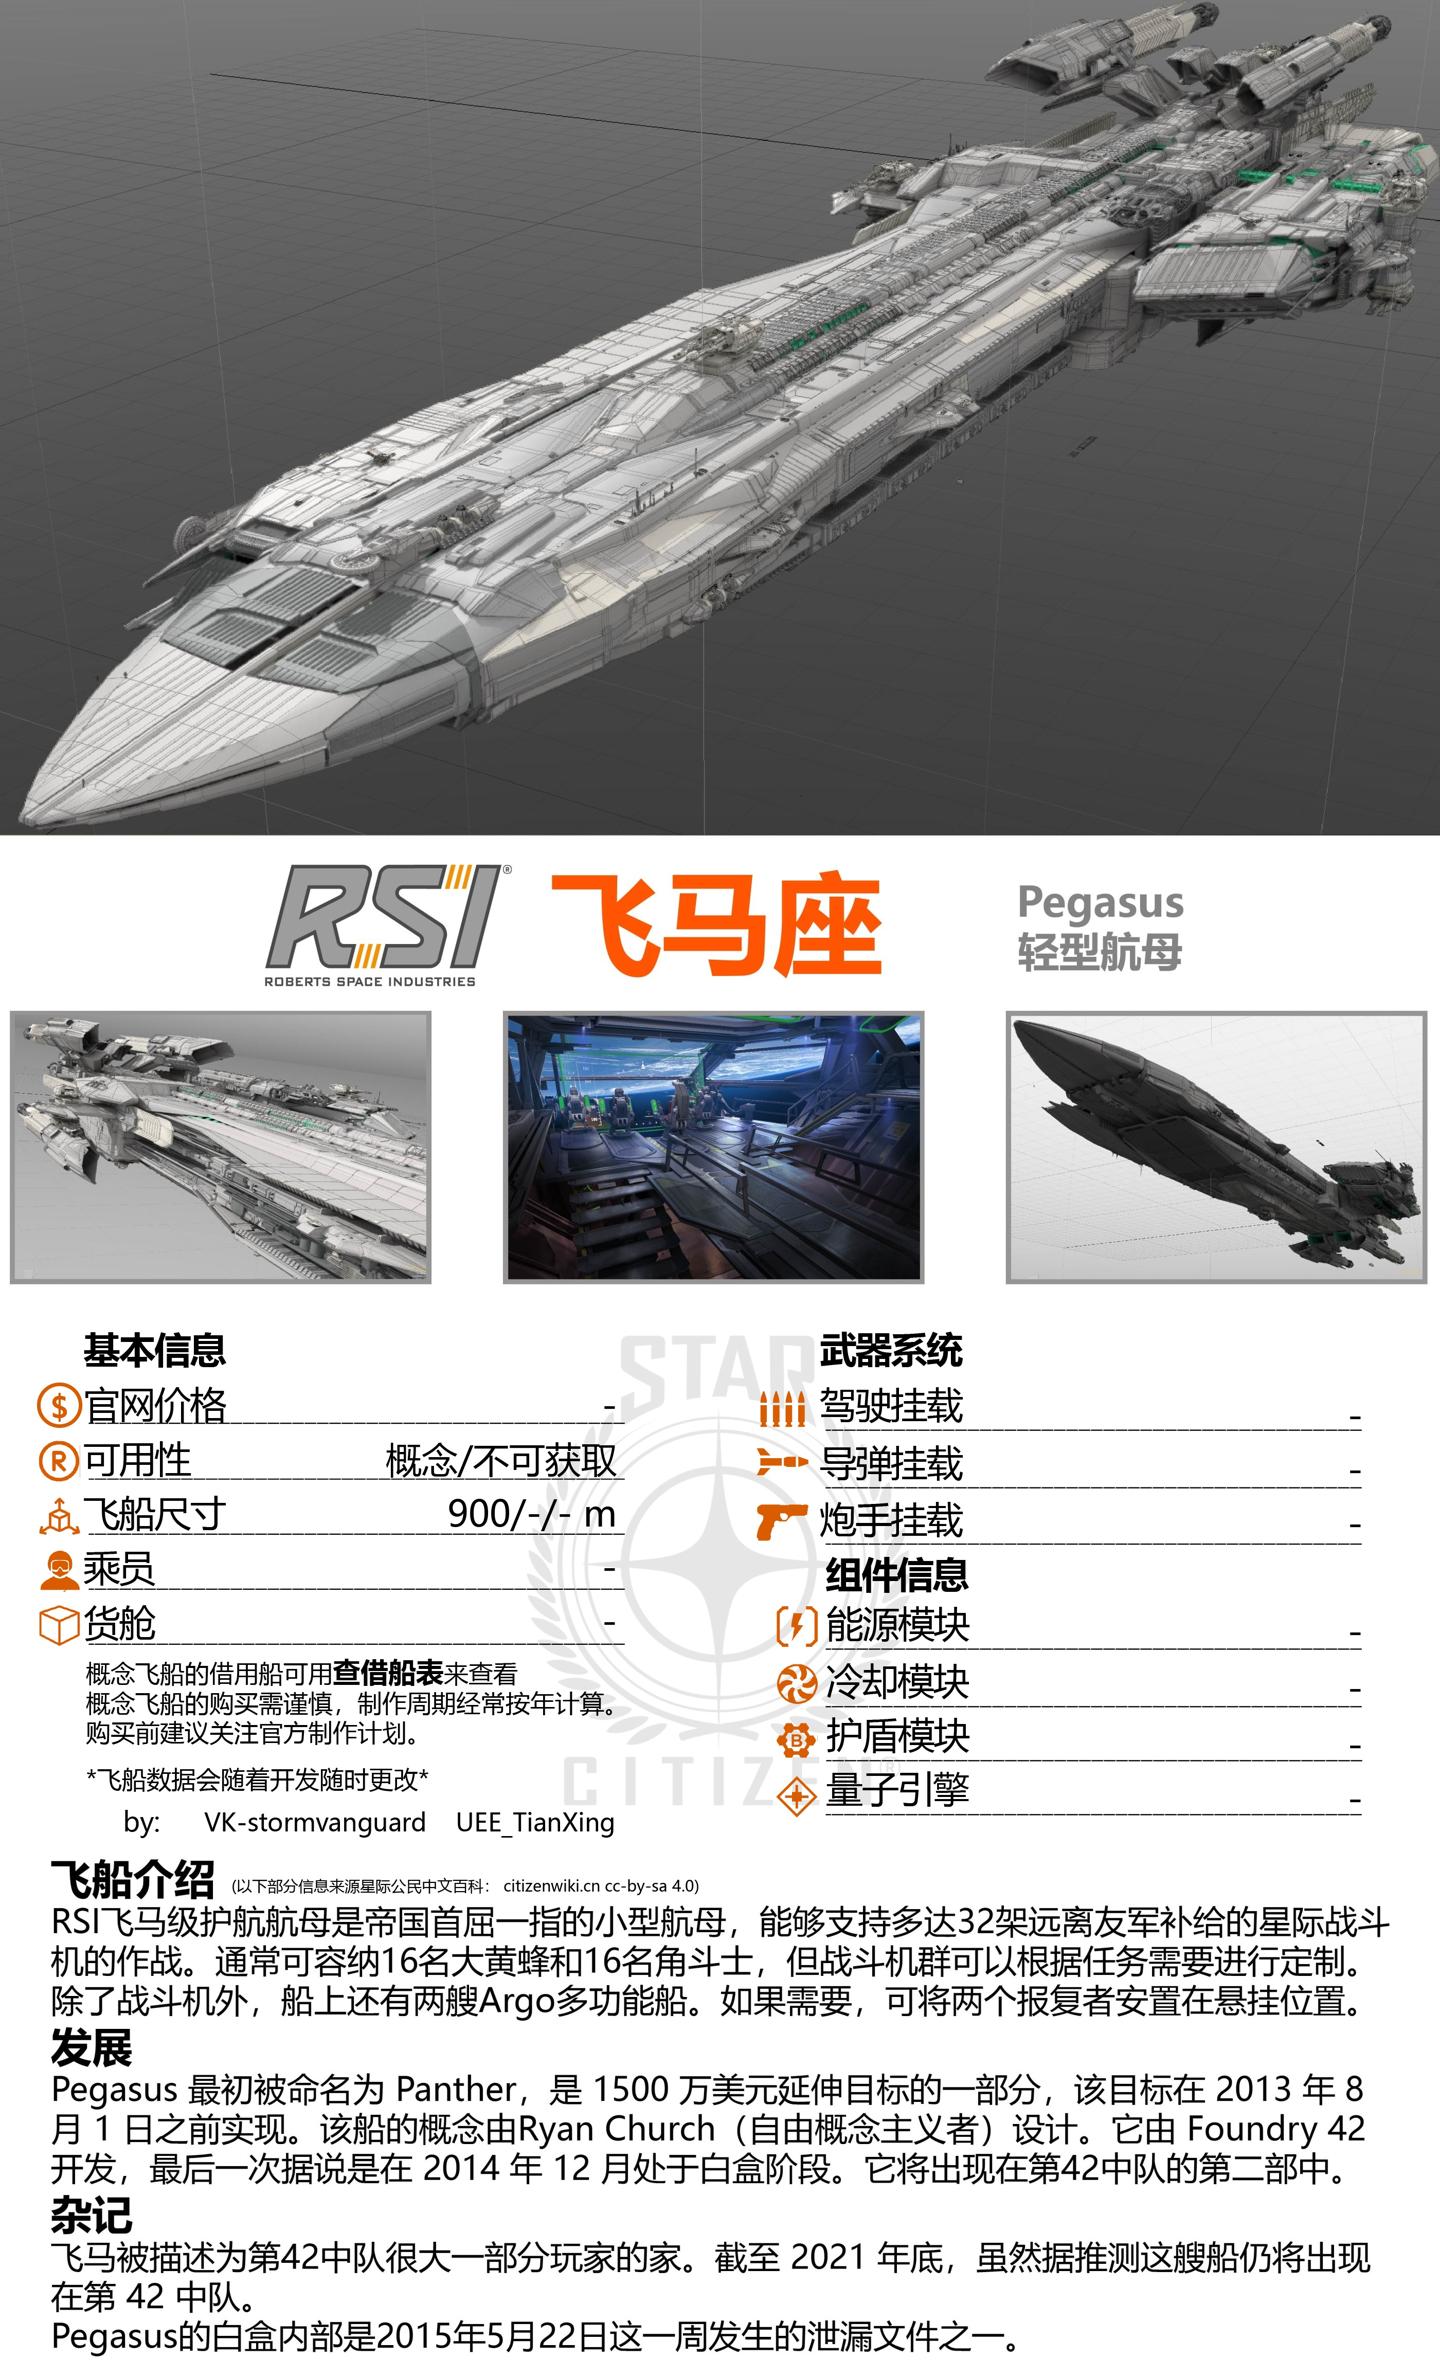 RSI®
ROBERTS SPACE INDUSTRIES
飞马座
Pegasus
轻型航母
STAR
CITIZEN
基本信息
官网价格 -
可用性 概念/不可获取
飞船尺寸 900/-/- m
乘员 -
货舱 -
概念飞船的借用船可用查借船表来查看
概念飞船的购买需谨慎，制作周期经常按年计算。
购买前建议关注官方制作计划。
*飞船数据会随着开发随时更改*
by: VK-stormvanguard UEE_TianXing
武器系统
驾驶挂载 -
导弹挂载 -
炮手挂载 -
组件信息
能源模块 -
冷却模块 -
护盾模块 -
量子引擎 -
飞船介绍 (以下部分信息来源星际公民中文百科： citizenwiki.cn cc-by-sa 4.0)
RSI飞马级护航航母是帝国首屈一指的小型航母，能够支持多达32架远离友军补给的星际战斗
机的作战。通常可容纳16名大黄蜂和16名角斗士，但战斗机群可以根据任务需要进行定制。
除了战斗机外，船上还有两艘Argo多功能船。如果需要，可将两个报复者安置在悬挂位置。
发展
Pegasus 最初被命名为 Panther，是 1500 万美元延伸目标的一部分，该目标在 2013 年 8
月 1 日之前实现。该船的概念由Ryan Church（自由概念主义者）设计。它由 Foundry 42
开发，最后一次据说是在 2014 年 12 月处于白盒阶段。它将出现在第42中队的第二部中。
杂记
飞马被描述为第42中队很大一部分玩家的家。截至 2021 年底，虽然据推测这艘船仍将出现
在第 42 中队。
Pegasus的白盒内部是2015年5月22日这一周发生的泄漏文件之一。